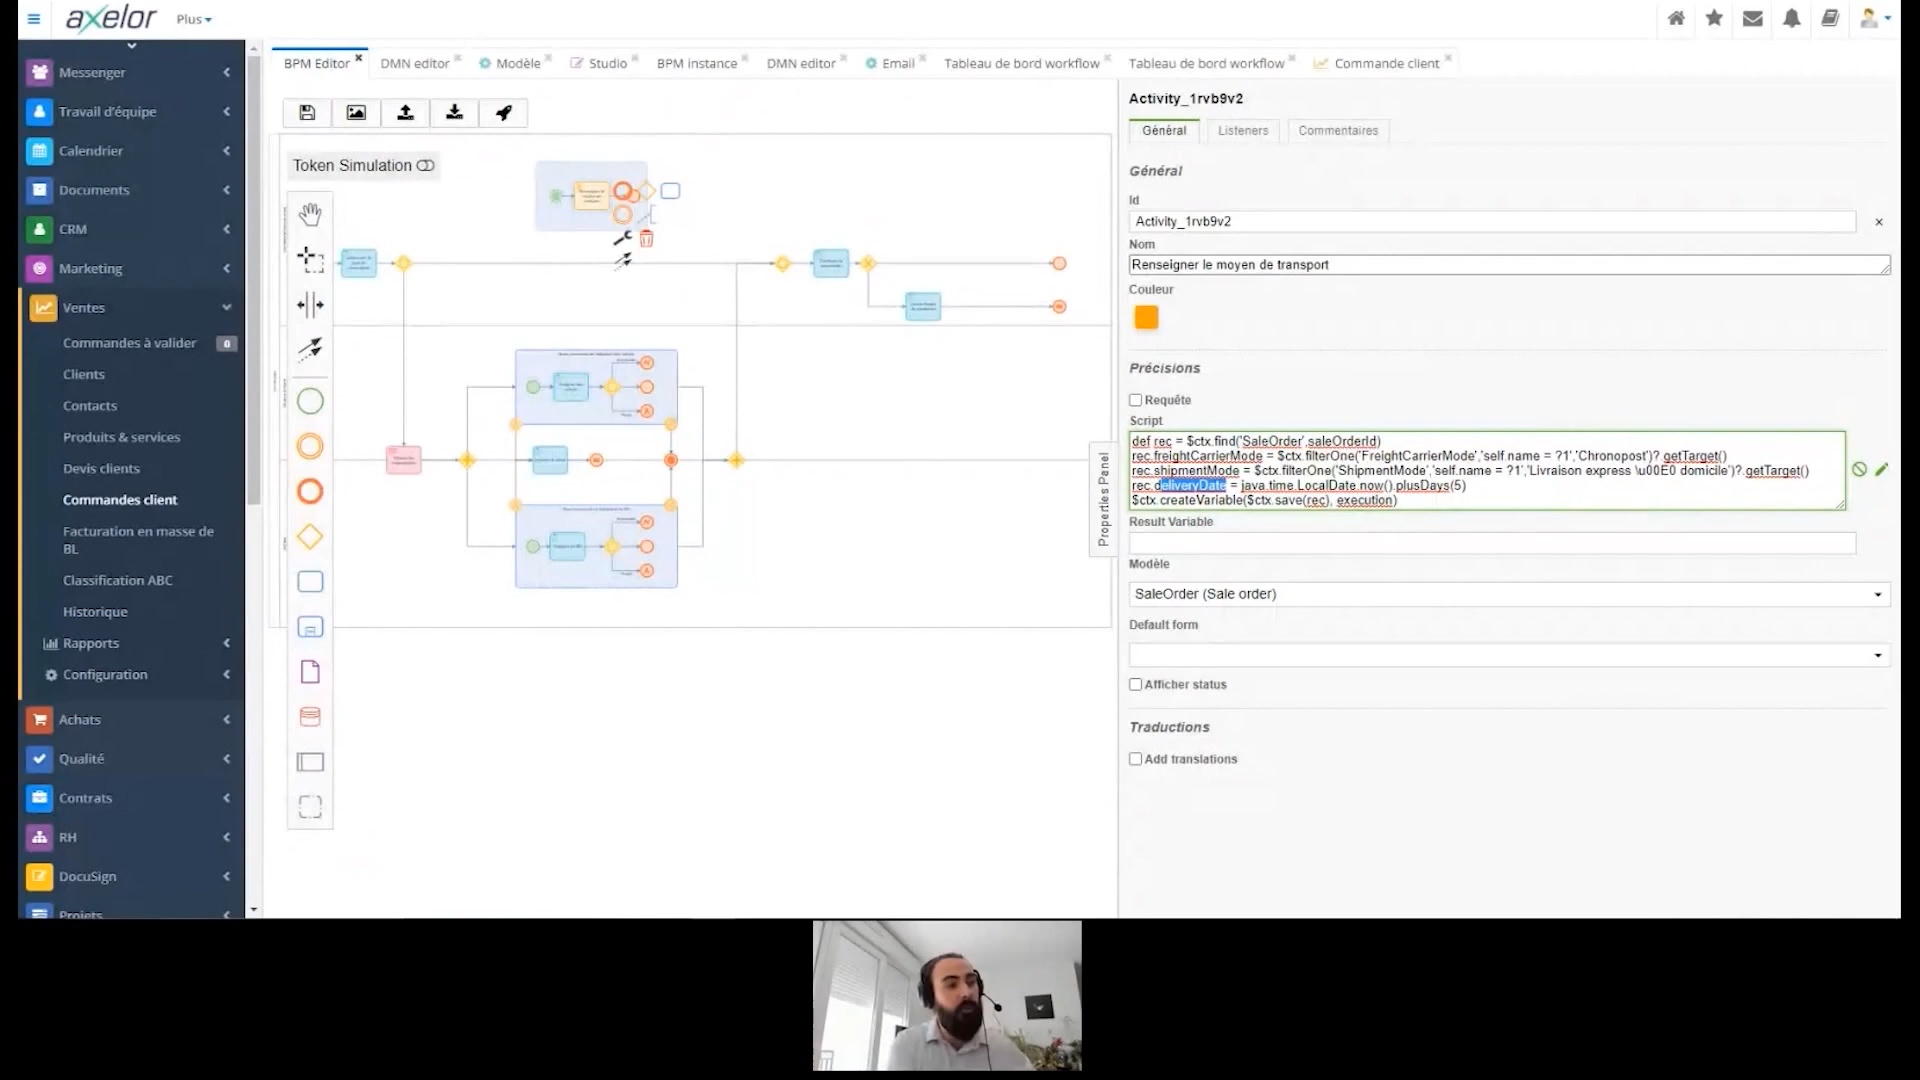 axelor
Plus
Messenger
Travail d'équipe
Calendrier
Documents
CRM
Marketing
Ventes
Commandes à valider 0
Clients
Contacts
Produits & services
Devis clients
Commandes client
Facturation en masse de
BL
Classification ABC
Historique
Rapports
Configuration
Achats
Qualité
Contrats
RH
DocuSign
Projets
BPM Editor
DMN editor
Modèle
Studio
BPM instance
DMN editor
Email
Tableau de bord workflow
Tableau de bord workflow
Commande client
Token Simulation
Properties Panel
Activity_1rvb9v2
Général
Listeners
Commentaires
Général
Id
Activity_1rvb9v2
Nom
Renseigner le moyen de transport
Couleur
Précisions
Requête
Script
def rec = $ctx.find('SaleOrder',saleOrderId)
rec.freightCarrierMode = $ctx.filterOne('FreightCarrierMode','self.name = ?1','Chronopost')?.getTarget()
rec.shipmentMode = $ctx.filterOne('ShipmentMode','self.name = ?1','Livraison express \u00E0 domicile')?.getTarget()
rec.deliveryDate = java.time.LocalDate.now().plusDays(5)
$ctx.createVariable($ctx.save(rec), execution)
Result Variable
Modèle
SaleOrder (Sale order)
Default form
Afficher status
Traductions
Add translations